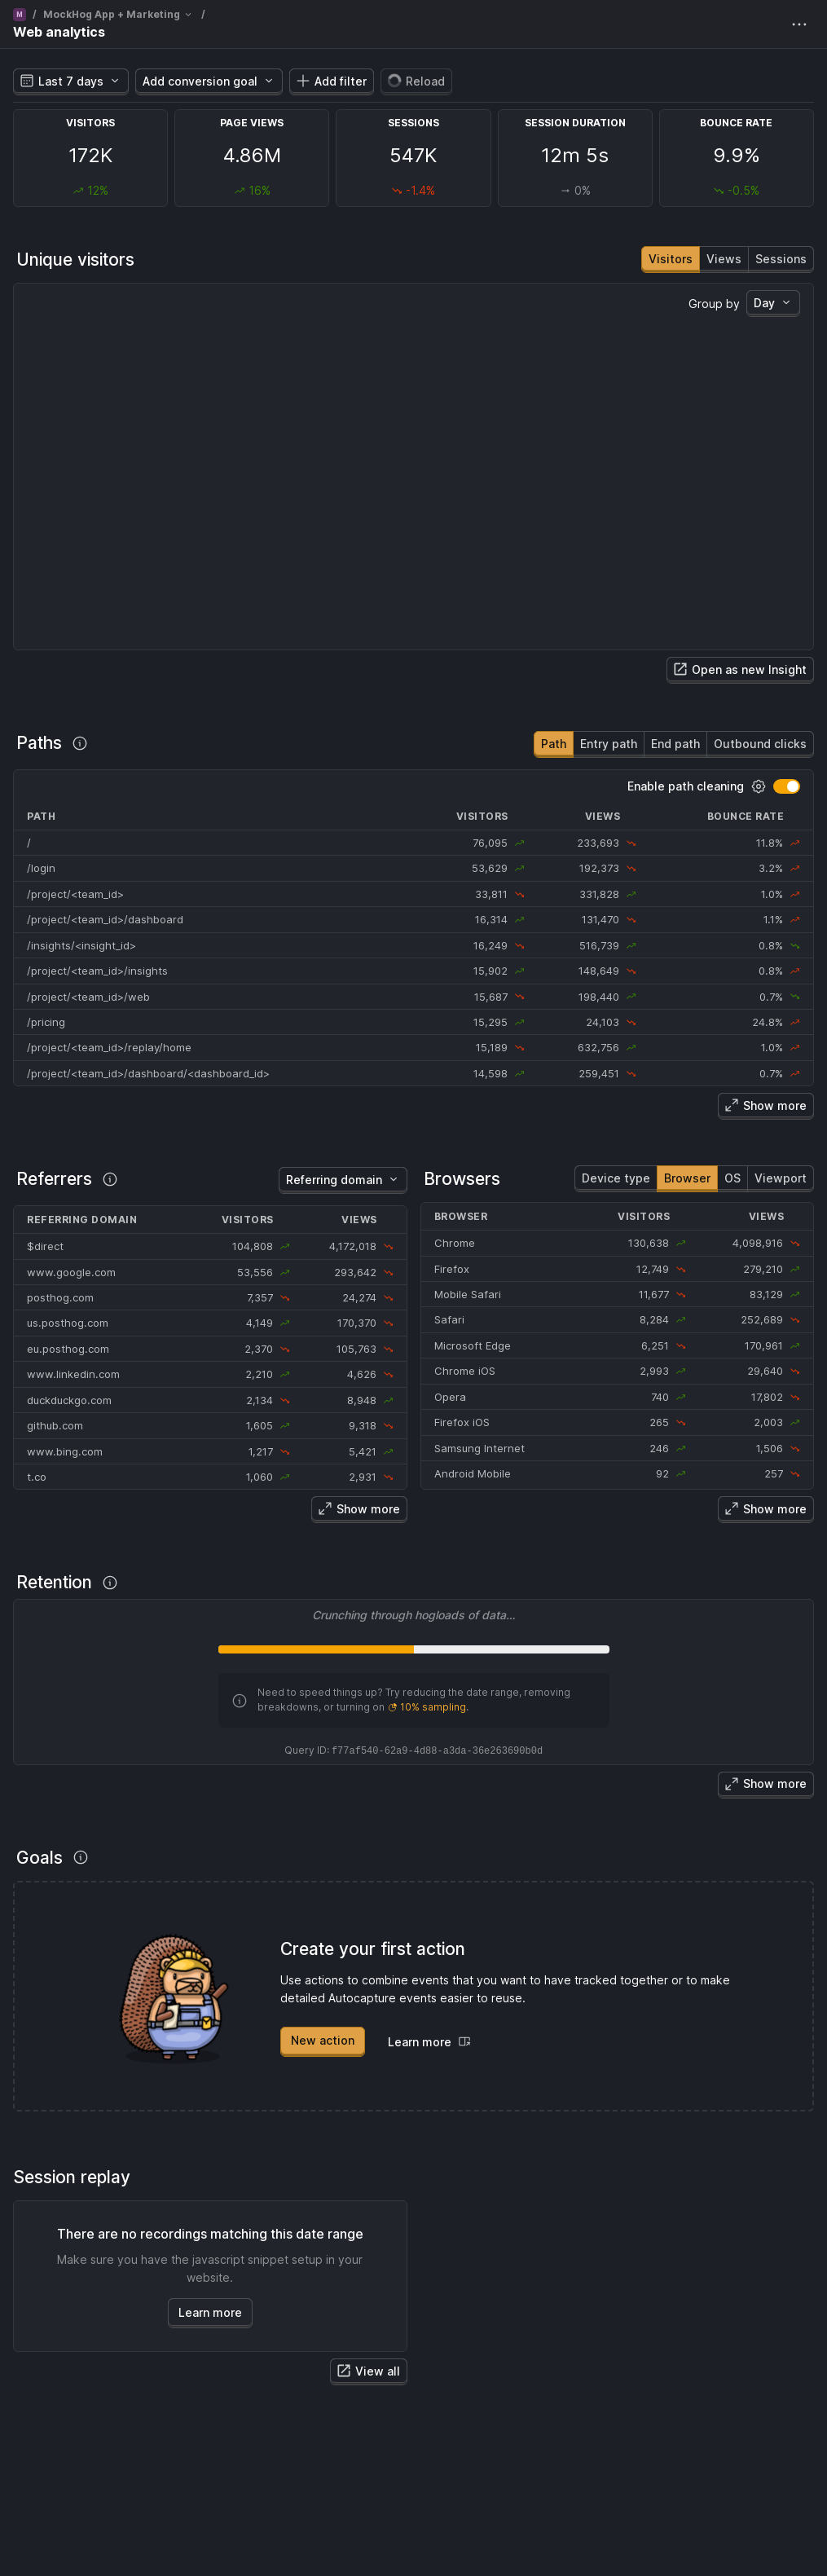 M / MockHog App + Marketing /
Web analytics
Last 7 days Add conversion goal Add filter Reload
VISITORS PAGE VIEWS SESSIONS SESSION DURATION BOUNCE RATE
172K 4.86M 547K 12m 5s 9.9%
12% 16% -1.4% → 0% -0.5%
Unique visitors Visitors Views Sessions
Group by Day
Open as new Insight
Paths Path Entry path End path Outbound clicks
Enable path cleaning
PATH VISITORS VIEWS BOUNCE RATE
/ 76,095 233,693 11.8%
/login 53,629 192,373 3.2%
/project/<team_id> 33,811 331,828 1.0%
/project/<team_id>/dashboard 16,314 131,470 1.1%
/insights/<insight_id> 16,249 516,739 0.8%
/project/<team_id>/insights 15,902 148,649 0.8%
/project/<team_id>/web 15,687 198,440 0.7%
/pricing 15,295 24,103 24.8%
/project/<team_id>/replay/home 15,189 632,756 1.0%
/project/<team_id>/dashboard/<dashboard_id> 14,598 259,451 0.7%
Show more
Referrers Referring domain
REFERRING DOMAIN VISITORS VIEWS
$direct 104,808 4,172,018
www.google.com 53,556 293,642
posthog.com 7,357 24,274
us.posthog.com 4,149 170,370
eu.posthog.com 2,370 105,763
www.linkedin.com 2,210 4,626
duckduckgo.com 2,134 8,948
github.com 1,605 9,318
www.bing.com 1,217 5,421
t.co 1,060 2,931
Show more
Browsers Device type Browser OS Viewport
BROWSER VISITORS VIEWS
Chrome 130,638 4,098,916
Firefox 12,749 279,210
Mobile Safari 11,677 83,129
Safari 8,284 252,689
Microsoft Edge 6,251 170,961
Chrome iOS 2,993 29,640
Opera 740 17,802
Firefox iOS 265 2,003
Samsung Internet 246 1,506
Android Mobile 92 257
Show more
Retention
Crunching through hogloads of data...
Need to speed things up? Try reducing the date range, removing
breakdowns, or turning on 10% sampling.
Query ID: f77af540-62a9-4d88-a3da-36e263690b0d
Show more
Goals
Create your first action
Use actions to combine events that you want to have tracked together or to make
detailed Autocapture events easier to reuse.
New action Learn more
Session replay
There are no recordings matching this date range
Make sure you have the javascript snippet setup in your
website.
Learn more
View all